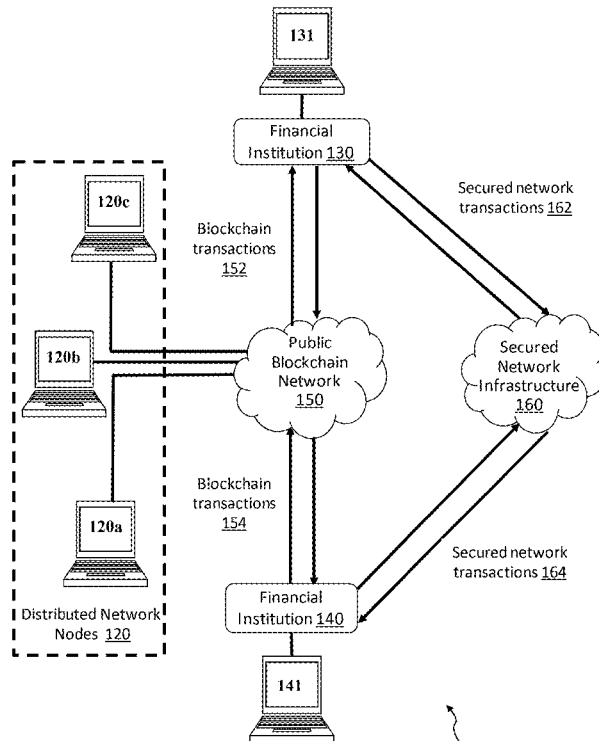 131
Financial
Institution 130
120c
Blockchain
transactions
152
Secured network
transactions 162
120b
Public
Blockchain
Network
150
Secured
Network
Infrastructure
160
120a
Blockchain
transactions
154
Secured network
transactions 164
Distributed Network
Nodes 120
Financial
Institution 140
141